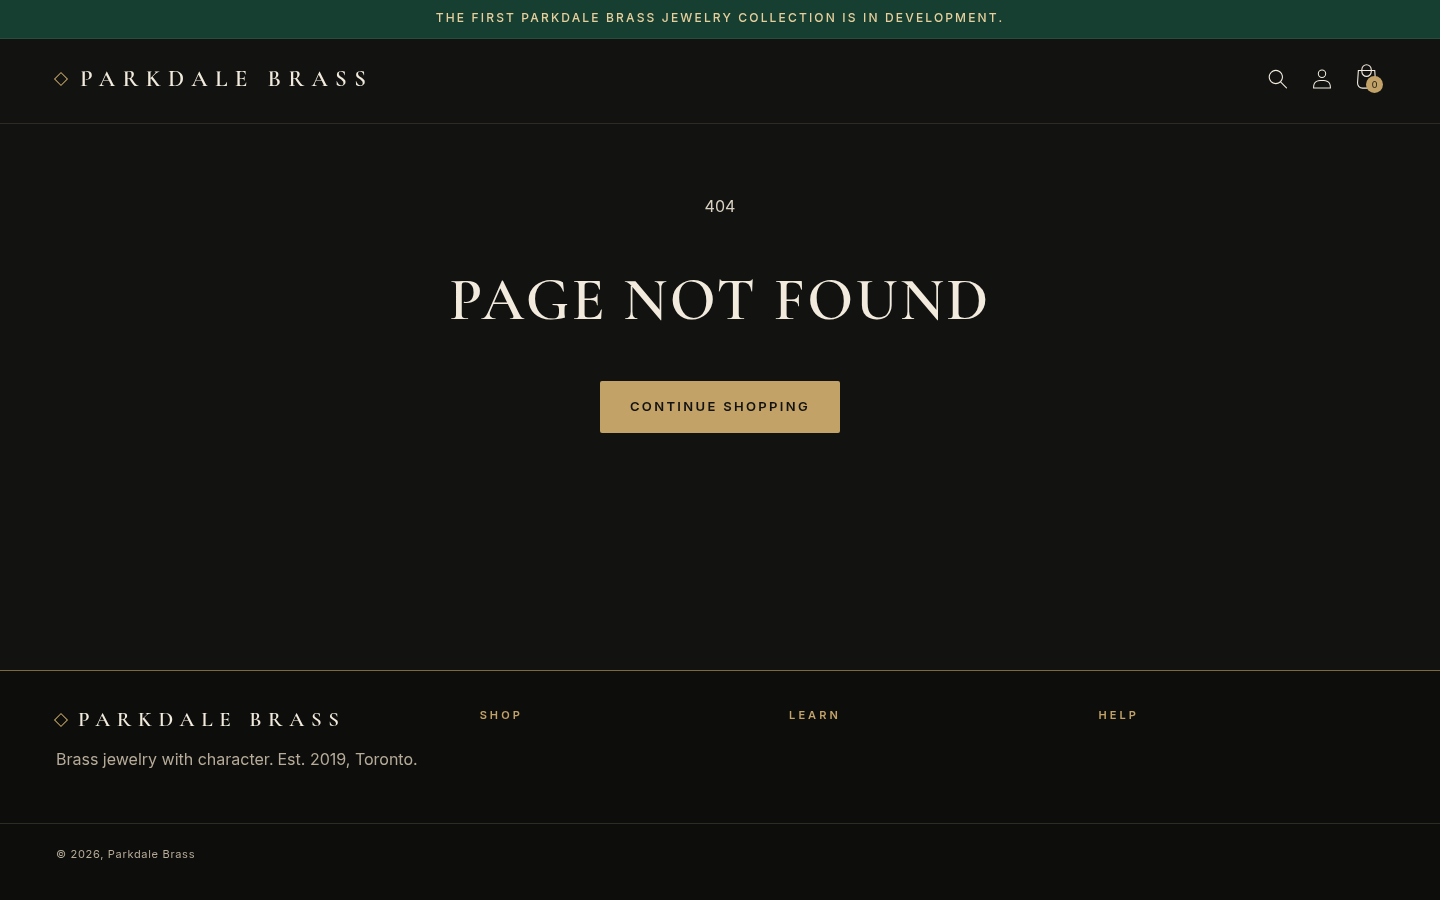 THE FIRST PARKDALE BRASS JEWELRY COLLECTION IS IN DEVELOPMENT.
PARKDALE BRASS
0
404
PAGE NOT FOUND
CONTINUE SHOPPING
PARKDALE BRASS
Brass jewelry with character. Est. 2019, Toronto.
SHOP
LEARN
HELP
© 2026, Parkdale Brass